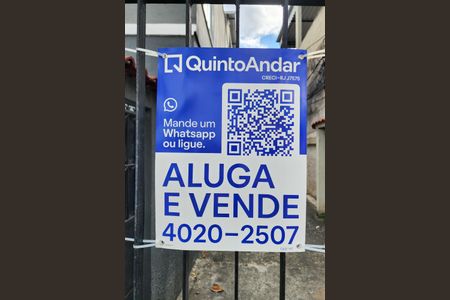 QuintoAndar
CRECI-RJ J7675
Mande um
Whatsapp
ou ligue.
ALUGA
E VENDE
4020-2507